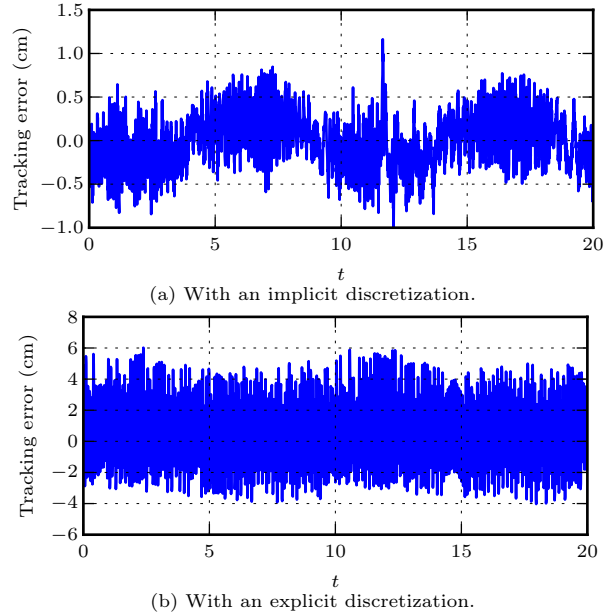 1.5
1.0
0.5
0.0
−0.5
−1.0
Tracking error (cm)
0 5 10 15 20
t
(a) With an implicit discretization.
8
6
4
2
0
−2
−4
−6
Tracking error (cm)
0 5 10 15 20
t
(b) With an explicit discretization.